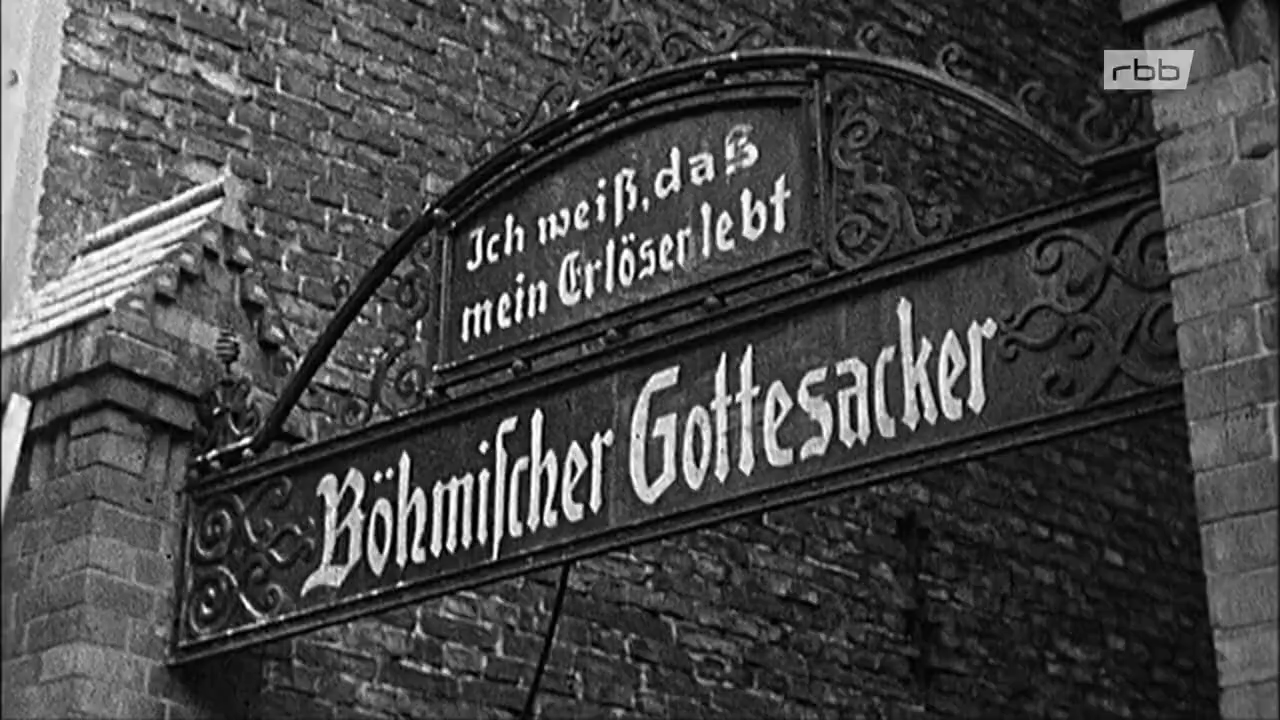 rbb
Ich weiß, daß
mein Erlöser lebt
Böhmiſcher Gottesacker